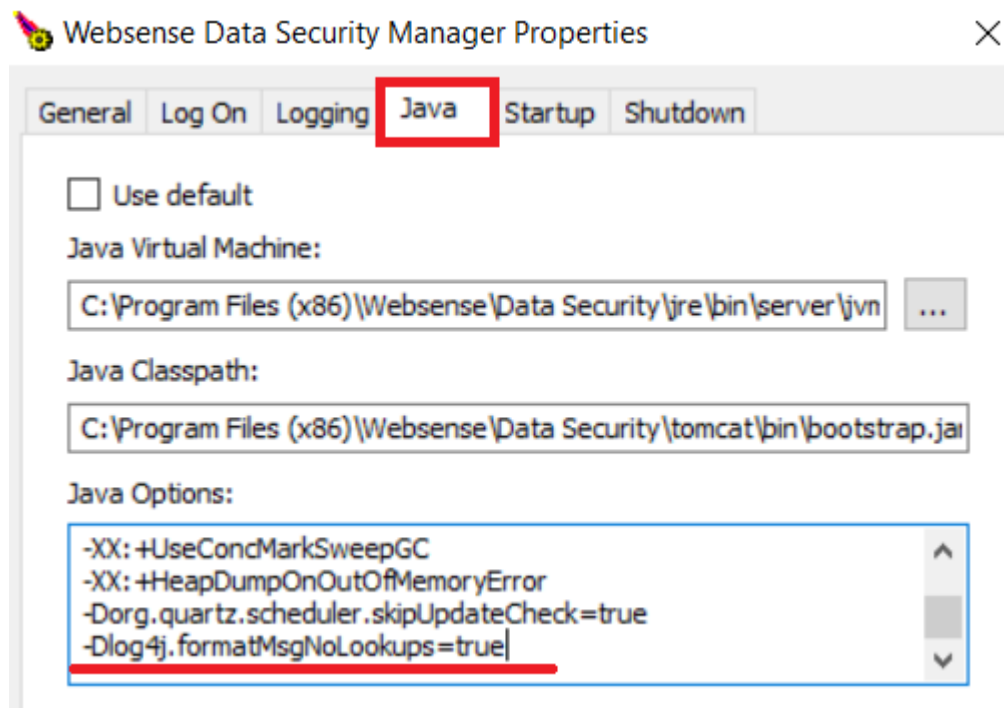 Websense Data Security Manager Properties
General Log On Logging Java Startup Shutdown
Use default
Java Virtual Machine:
C:\Program Files (x86)\Websense\Data Security\jre\bin\server\jvn
...
Java Classpath:
C:\Program Files (x86)\Websense\Data Security\tomcat\bin\bootstrap.jar
Java Options:
-XX:+UseConcMarkSweepGC
-XX:+HeapDumpOnOutOfMemoryError
-Dorg.quartz.scheduler.skipUpdateCheck=true
-Dlog4j.formatMsgNoLookups=true